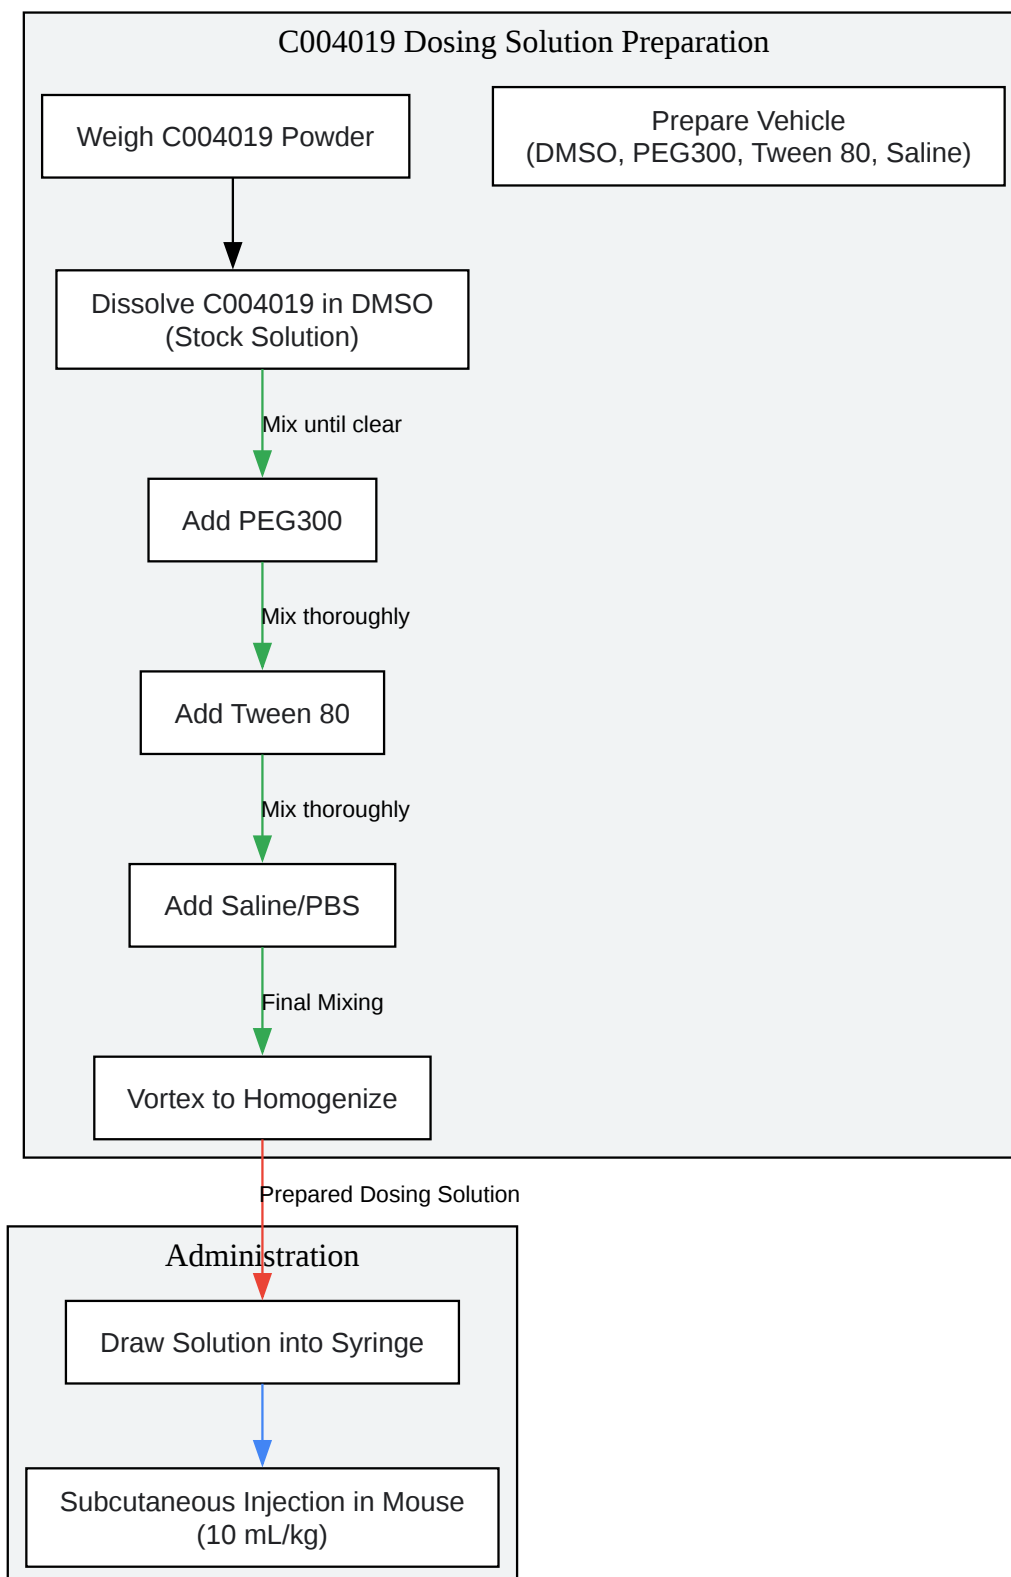 C004019 Dosing Solution Preparation
Weigh C004019 Powder
Prepare Vehicle
(DMSO, PEG300, Tween 80, Saline)
Dissolve C004019 in DMSO
(Stock Solution)
Mix until clear
Add PEG300
Mix thoroughly
Add Tween 80
Mix thoroughly
Add Saline/PBS
Final Mixing
Vortex to Homogenize
Prepared Dosing Solution
Administration
Draw Solution into Syringe
Subcutaneous Injection in Mouse
(10 mL/kg)